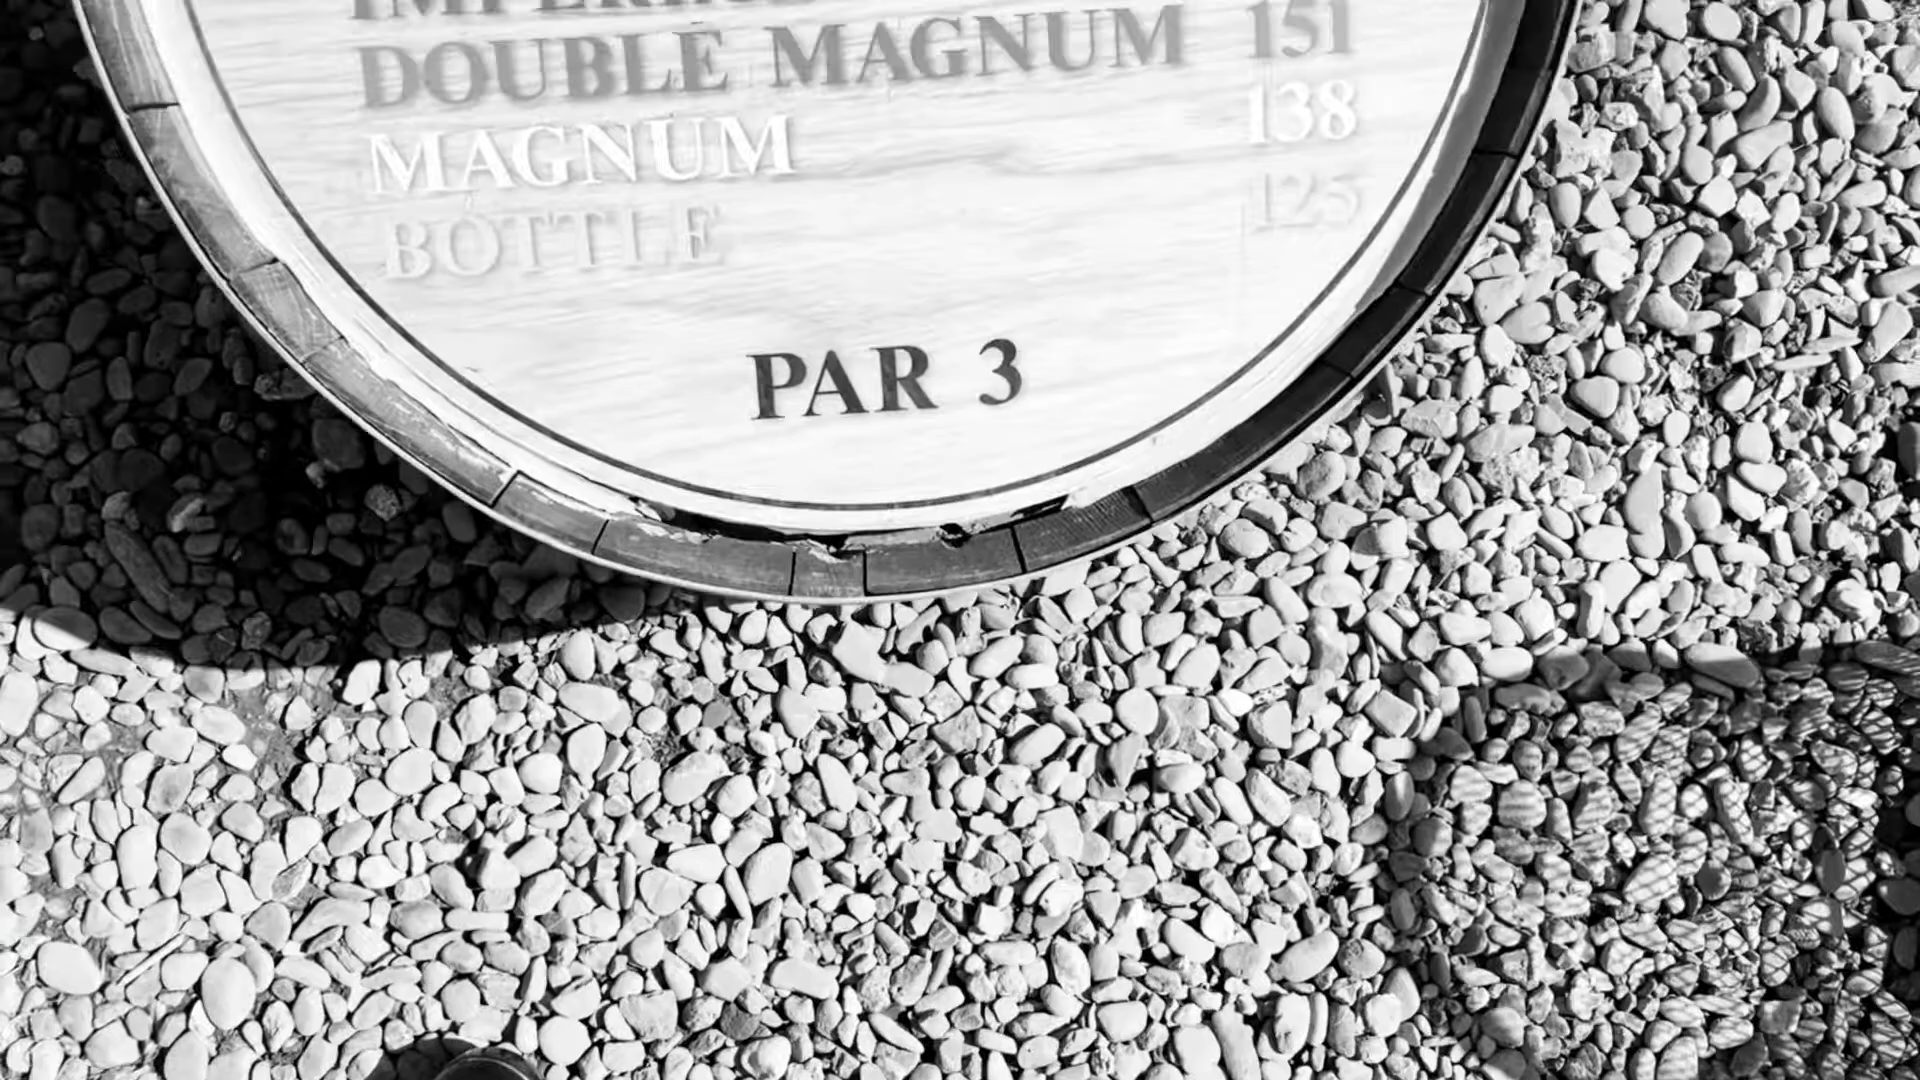 DOUBLE MAGNUM 151
MAGNUM 138
BOTTLE 125
PAR 3